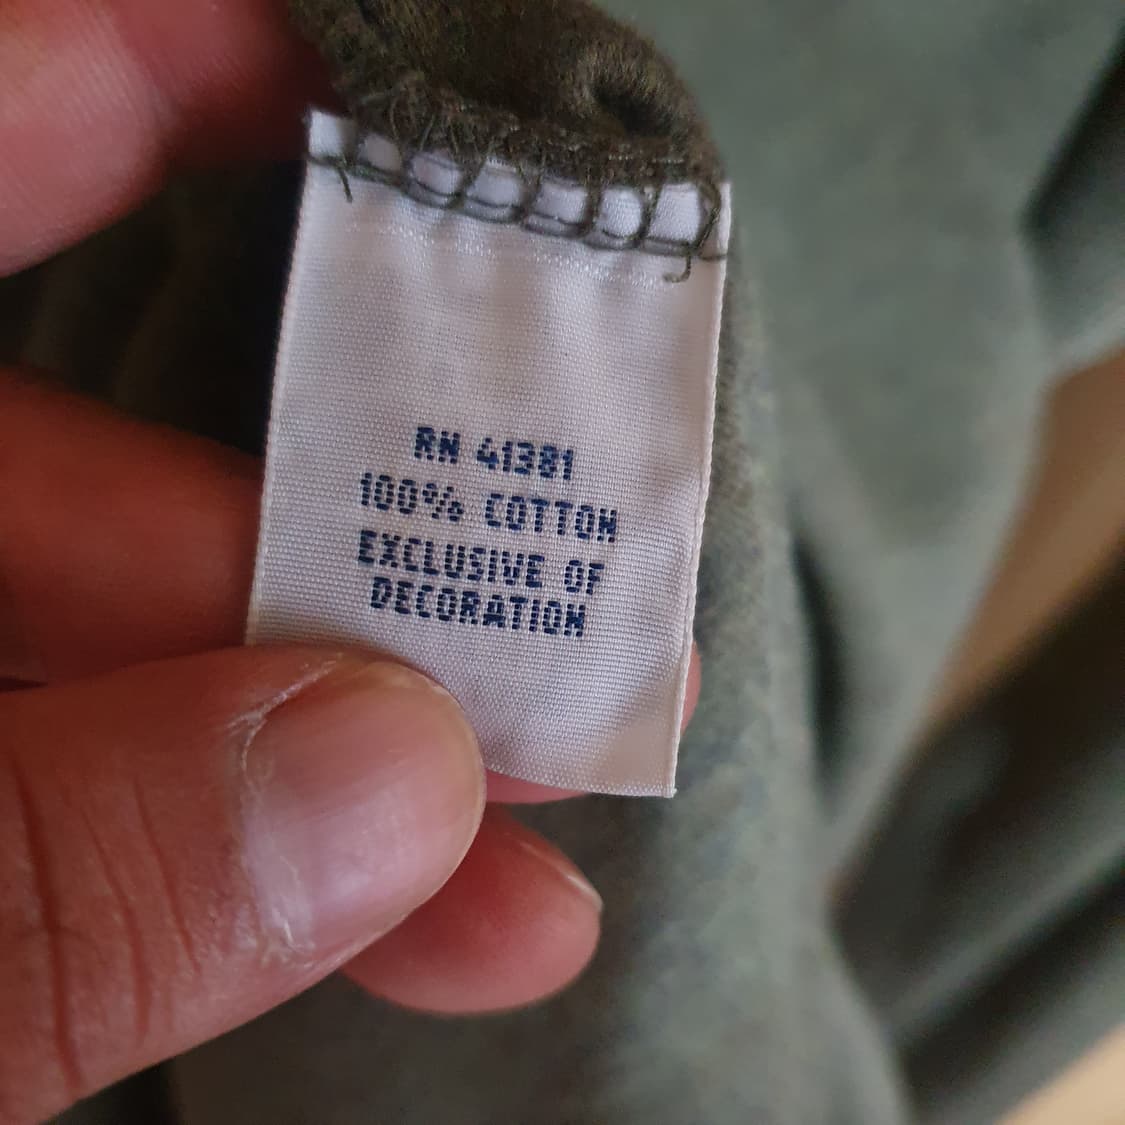 RN 41381
100% COTTON
EXCLUSIVE OF
DECORATION